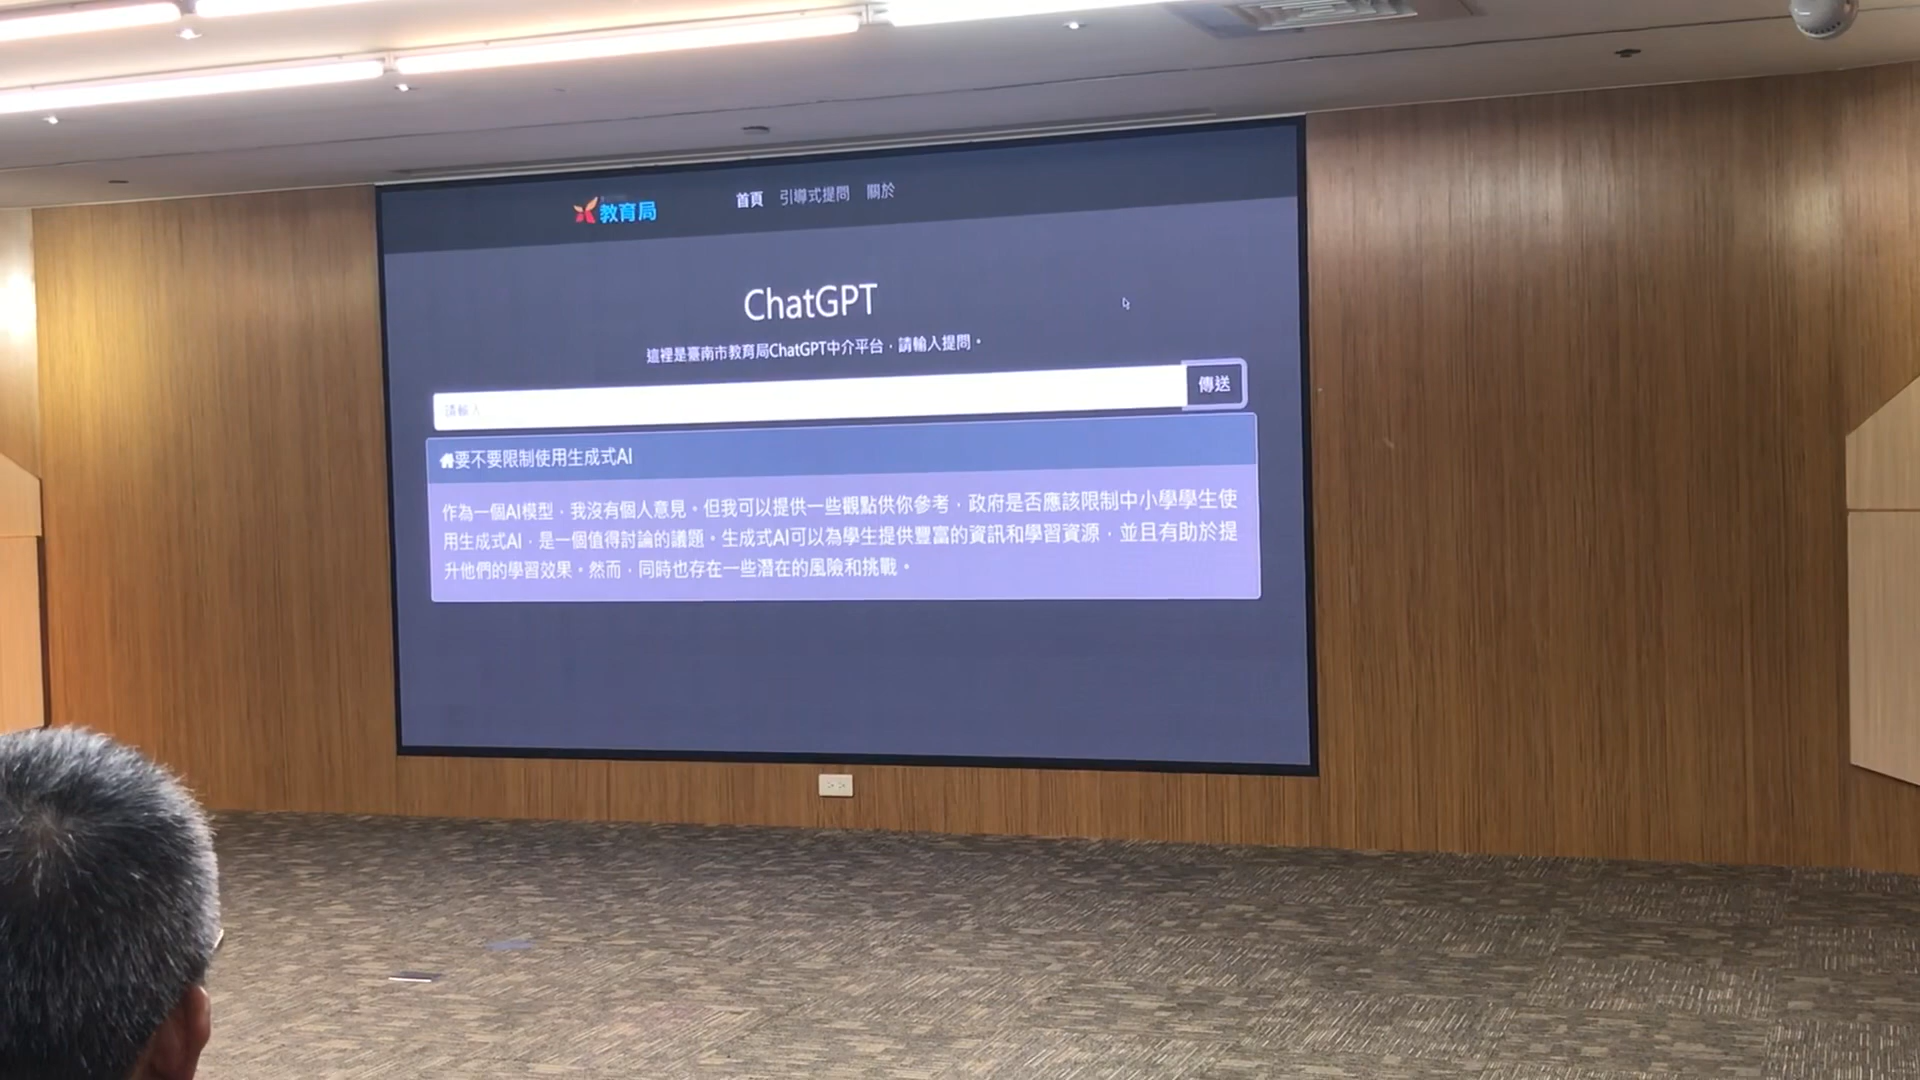 教育局
首頁 引導式提問 關於
ChatGPT
這裡是臺南市教育局ChatGPT中介平台，請輸入提問。
請輸入
傳送
要不要限制使用生成式AI
作為一個AI模型，我沒有個人意見。但我可以提供一些觀點供你參考，政府是否應該限制中小學學生使
用生成式AI，是一個值得討論的議題。生成式AI可以為學生提供豐富的資訊和學習資源，並且有助於提
升他們的學習效果。然而，同時也存在一些潛在的風險和挑戰。